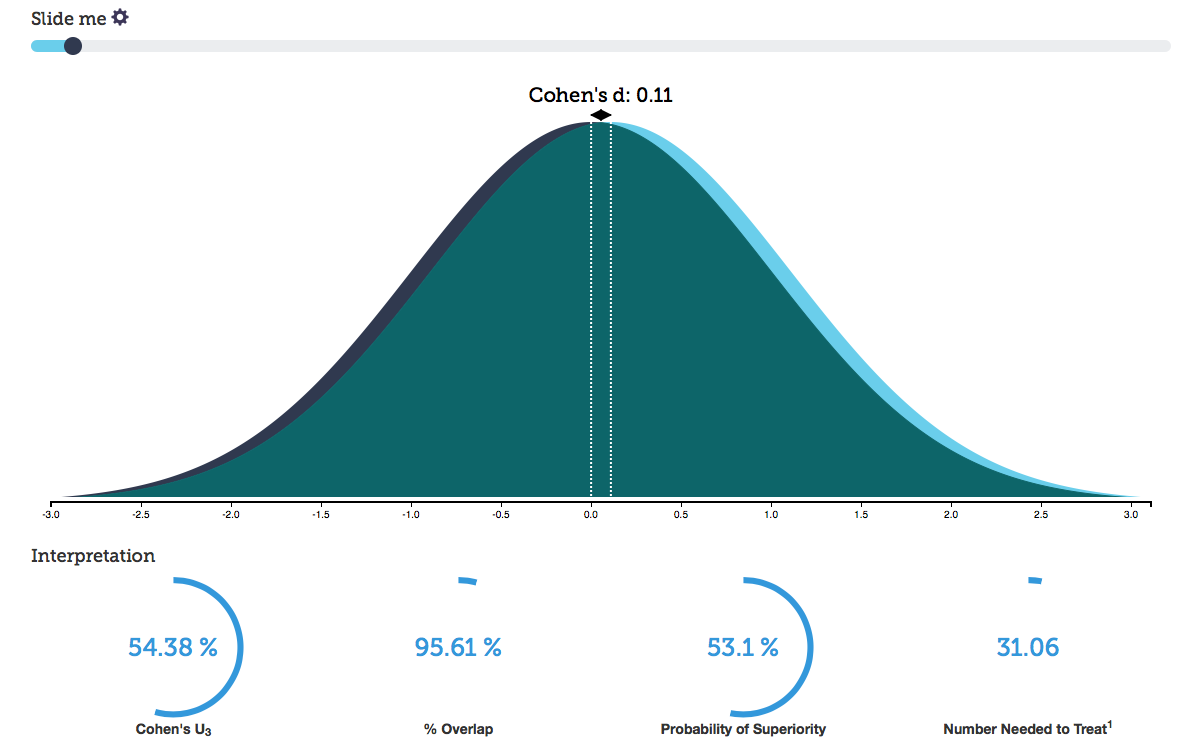 Slide me
Cohen's d: 0.11
-3.0 -2.5 -2.0 -1.5 -1.0 -0.5 0.0 0.5 1.0 1.5 2.0 2.5 3.0
Interpretation
54.38 % 95.61 % 53.1 % 31.06
Cohen's U₃ % Overlap Probability of Superiority Number Needed to Treat¹